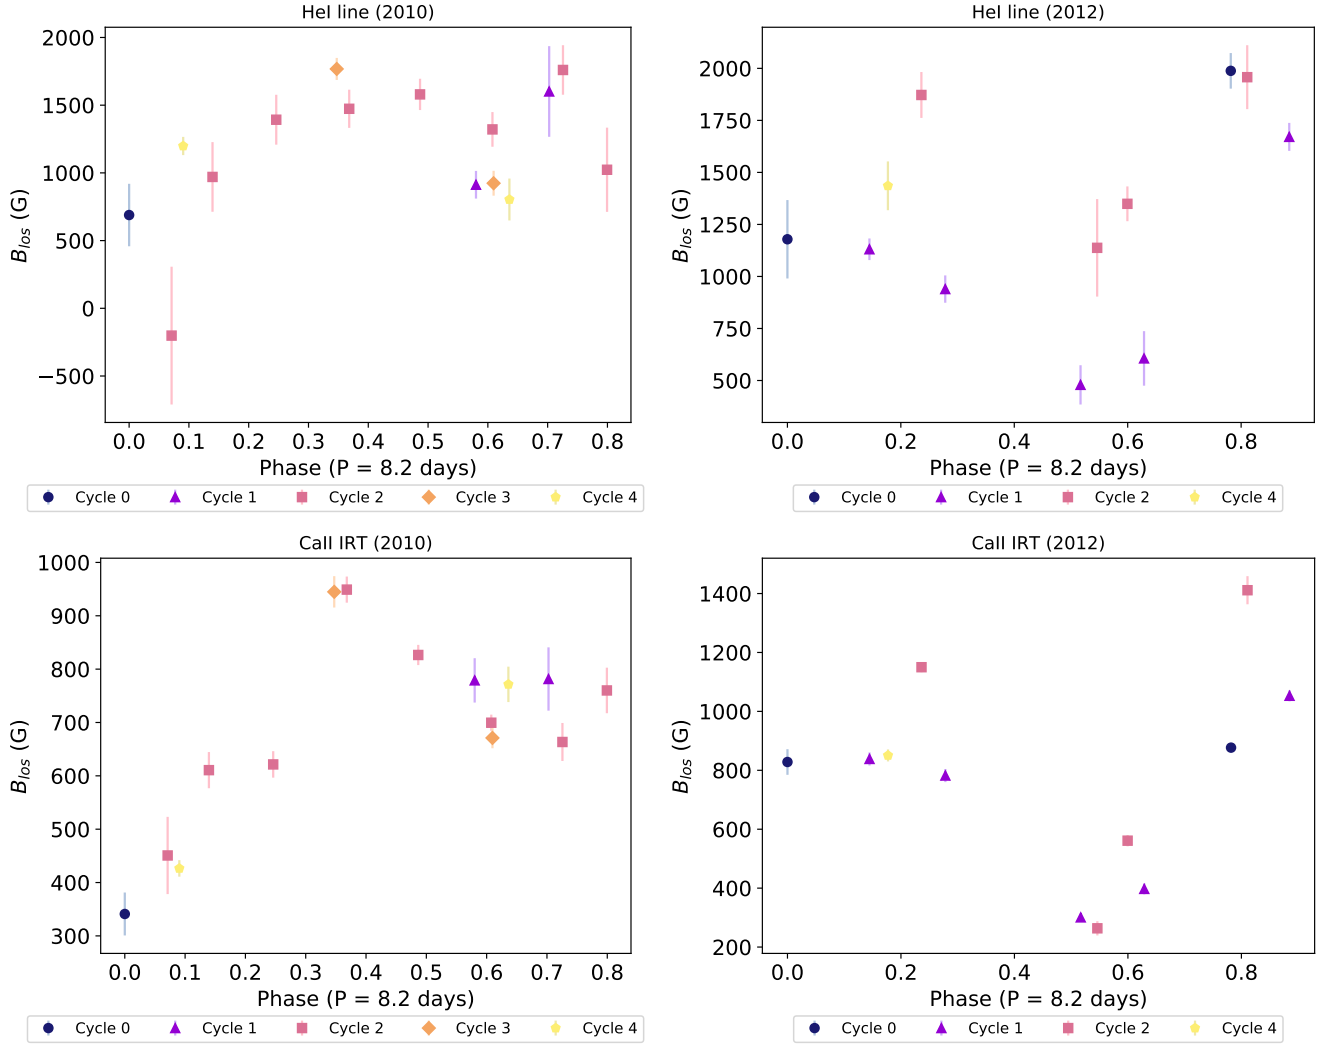 HeI line (2010)
2000
1500
1000
500
0
−500
B_los (G)
0.0 0.1 0.2 0.3 0.4 0.5 0.6 0.7 0.8
Phase (P = 8.2 days)
Cycle 0 Cycle 1 Cycle 2 Cycle 3 Cycle 4
HeI line (2012)
2000
1750
1500
1250
1000
750
500
B_los (G)
0.0 0.2 0.4 0.6 0.8
Phase (P = 8.2 days)
Cycle 0 Cycle 1 Cycle 2 Cycle 4
CaII IRT (2010)
1000
900
800
700
600
500
400
300
B_los (G)
0.0 0.1 0.2 0.3 0.4 0.5 0.6 0.7 0.8
Phase (P = 8.2 days)
Cycle 0 Cycle 1 Cycle 2 Cycle 3 Cycle 4
CaII IRT (2012)
1400
1200
1000
800
600
400
200
B_los (G)
0.0 0.2 0.4 0.6 0.8
Phase (P = 8.2 days)
Cycle 0 Cycle 1 Cycle 2 Cycle 4